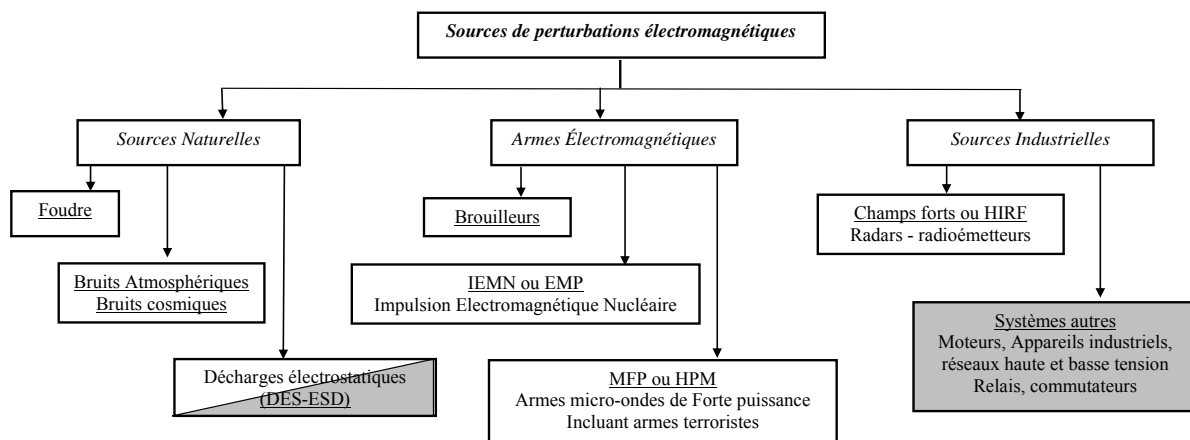 Sources de perturbations électromagnétiques
Sources Naturelles
Armes Électromagnétiques
Sources Industrielles
Foudre
Bruits Atmosphériques
Bruits cosmiques
Décharges électrostatiques
(DES-ESD)
Brouilleurs
IEMN ou EMP
Impulsion Electromagnétique Nucléaire
MFP ou HPM
Armes micro-ondes de Forte puissance
Incluant armes terroristes
Champs forts ou HIRF
Radars - radioémetteurs
Systèmes autres
Moteurs, Appareils industriels,
réseaux haute et basse tension
Relais, commutateurs